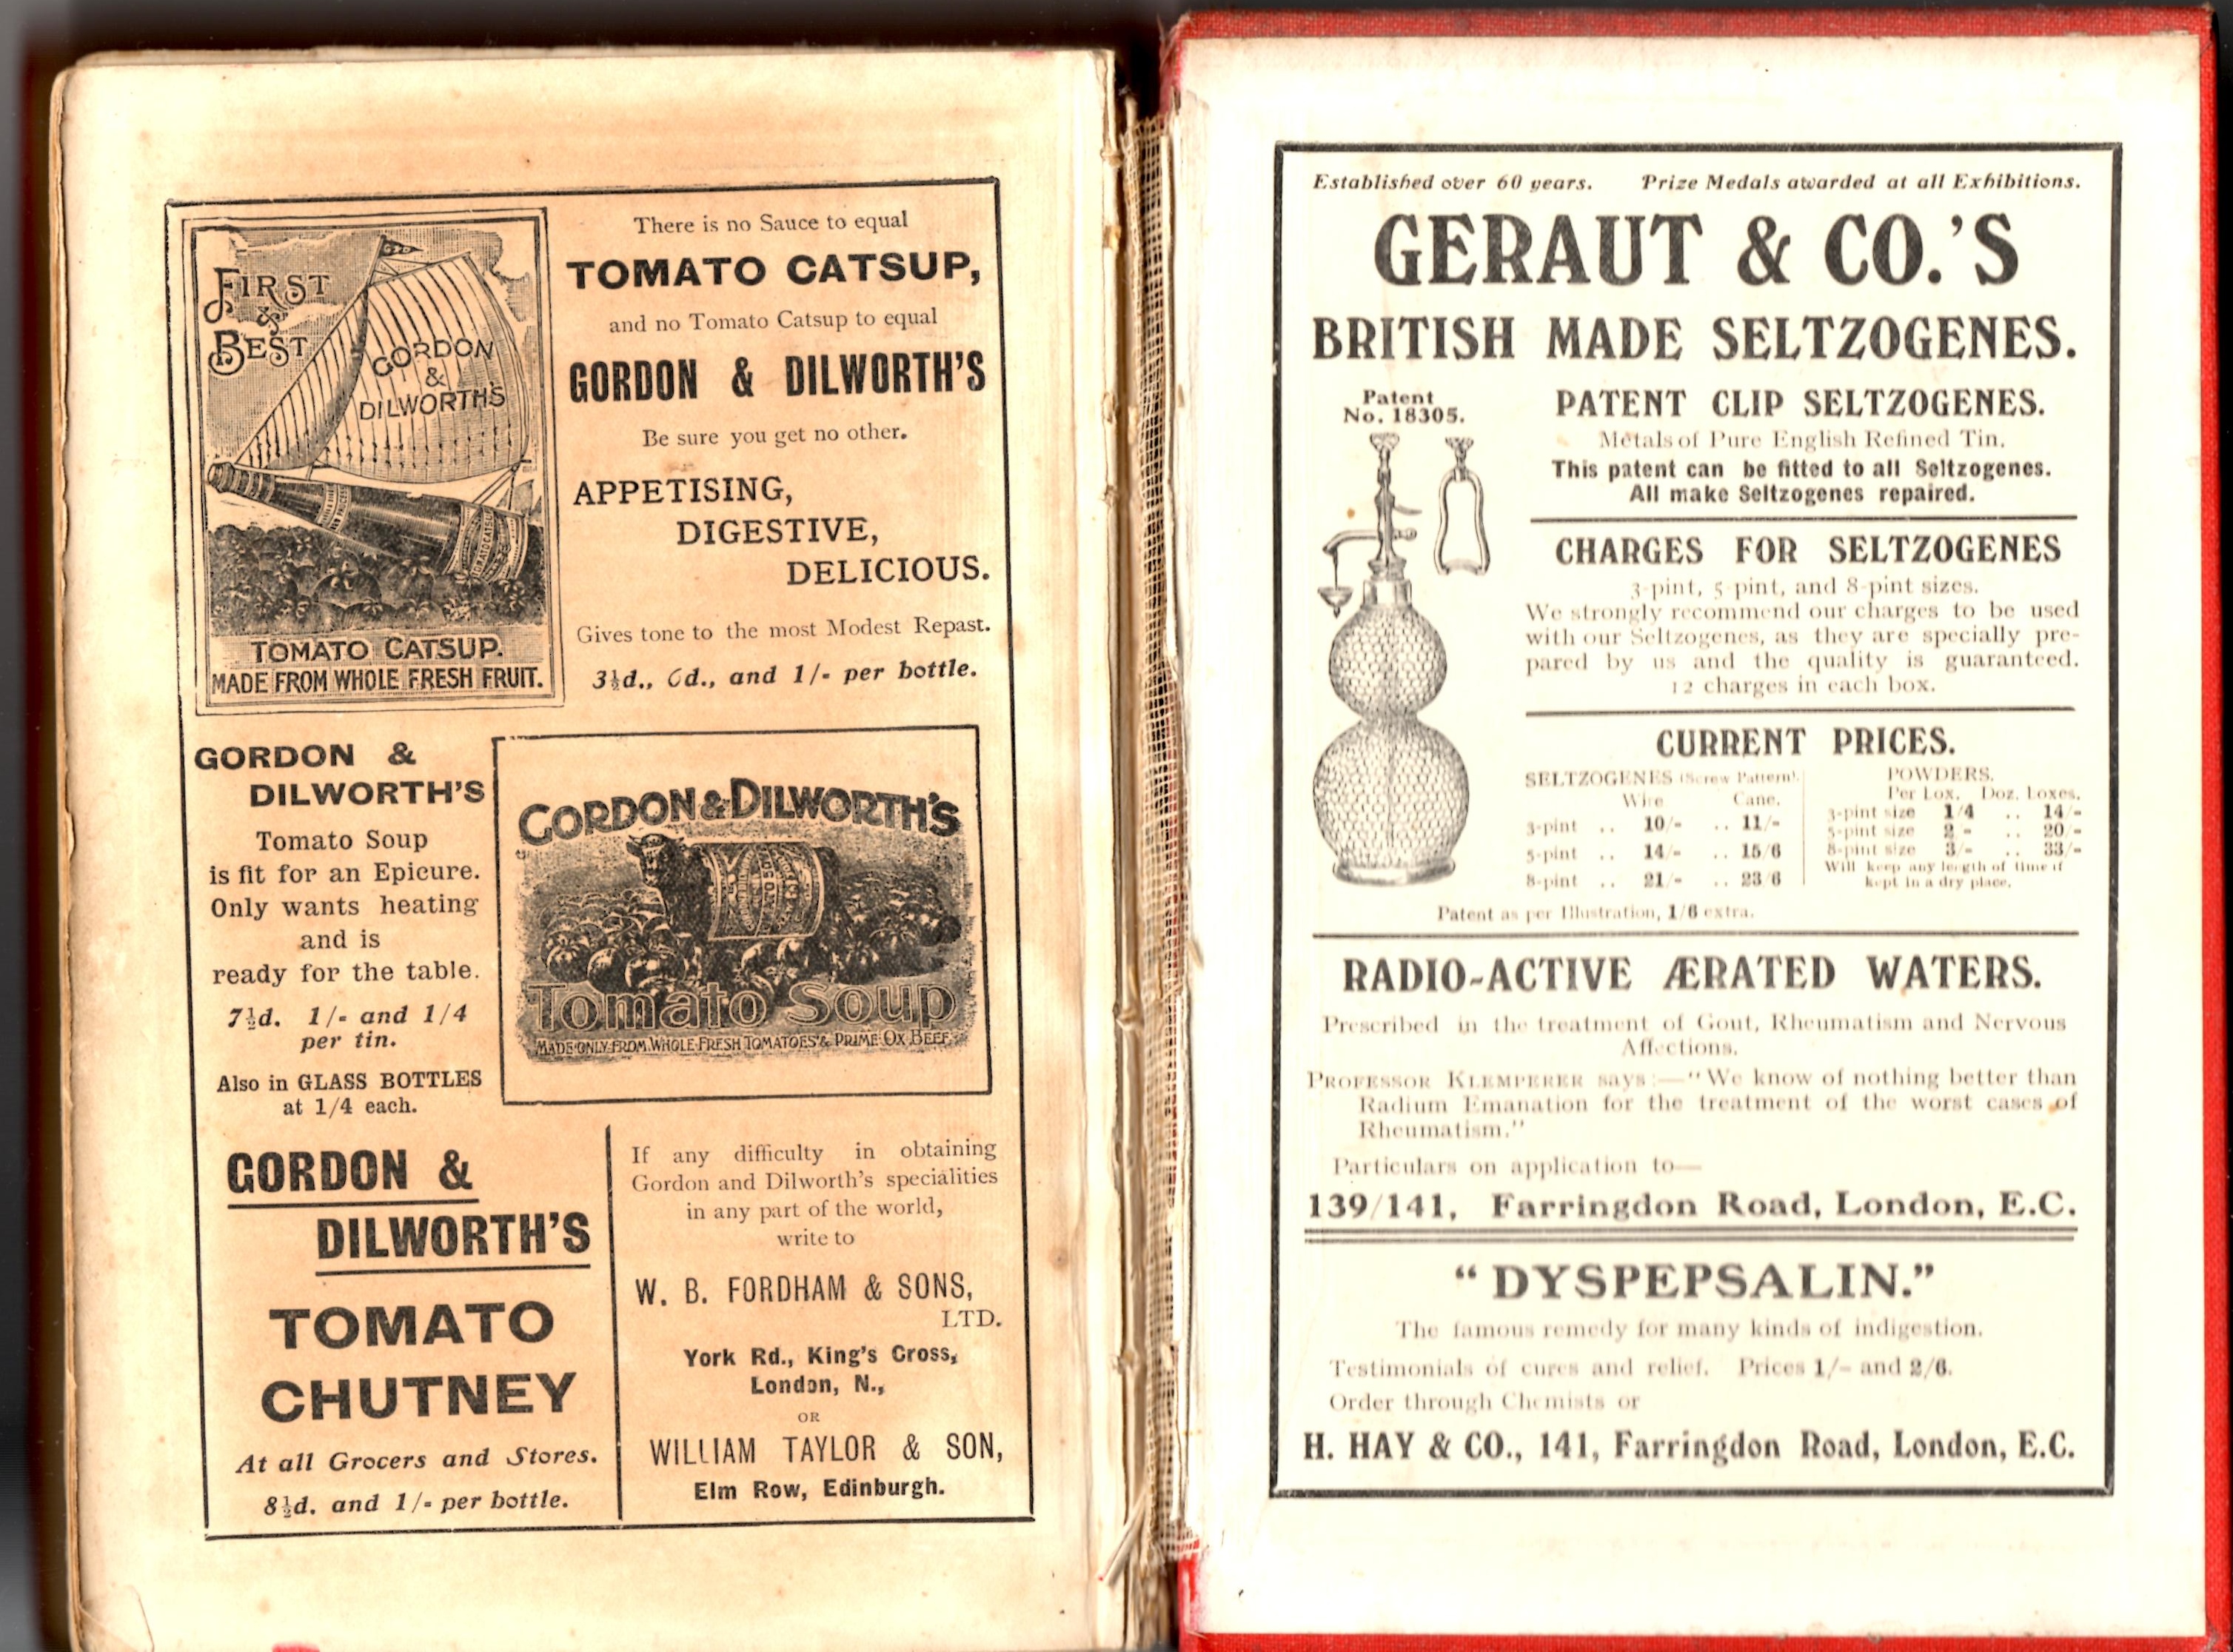 FIRST
&
BEST
G&D
GORDON
&
DILWORTH'S
TOMATO CATSUP.
MADE FROM WHOLE FRESH FRUIT.
There is no Sauce to equal
TOMATO CATSUP,
and no Tomato Catsup to equal
GORDON & DILWORTH'S
Be sure you get no other.
APPETISING,
DIGESTIVE,
DELICIOUS.
Gives tone to the most Modest Repast.
3½d., 6d., and 1/- per bottle.
GORDON &
DILWORTH'S
Tomato Soup
is fit for an Epicure.
Only wants heating
and is
ready for the table.
7½d. 1/- and 1/4
per tin.
Also in GLASS BOTTLES
at 1/4 each.
GORDON & DILWORTH'S
Tomato Soup
MADE ONLY FROM WHOLE FRESH TOMATOES & PRIME OX BEEF
GORDON &
DILWORTH'S
TOMATO
CHUTNEY
At all Grocers and Stores.
8½d. and 1/- per bottle.
If any difficulty in obtaining
Gordon and Dilworth's specialities
in any part of the world,
write to
W. B. FORDHAM & SONS,
LTD.
York Rd., King's Cross,
London, N.,
OR
WILLIAM TAYLOR & SON,
Elm Row, Edinburgh.
Established over 60 years. Prize Medals awarded at all Exhibitions.
GERAUT & CO.'S
BRITISH MADE SELTZOGENES.
Patent
No. 18305.
PATENT CLIP SELTZOGENES.
Metals of Pure English Refined Tin.
This patent can be fitted to all Seltzogenes.
All make Seltzogenes repaired.
CHARGES FOR SELTZOGENES
3-pint, 5-pint, and 8-pint sizes.
We strongly recommend our charges to be used
with our Seltzogenes, as they are specially pre-
pared by us and the quality is guaranteed.
12 charges in each box.
CURRENT PRICES.
SELTZOGENES (Screw Pattern).
Wire Cane.
3-pint .. 10/- .. 11/-
5-pint .. 14/- .. 15/6
8-pint .. 21/- .. 23/6
POWDERS.
Per Box. Doz. Boxes.
3-pint size 1/4 .. 14/-
5-pint size 2/- .. 20/-
8-pint size 3/- .. 33/-
Will keep any length of time if
kept in a dry place.
Patent as per Illustration, 1/6 extra.
RADIO-ACTIVE ÆRATED WATERS.
Prescribed in the treatment of Gout, Rheumatism and Nervous
Affections.
PROFESSOR KLEMPERER says:—"We know of nothing better than
Radium Emanation for the treatment of the worst cases of
Rheumatism."
Particulars on application to—
139/141, Farringdon Road, London, E.C.
"DYSPEPSALIN."
The famous remedy for many kinds of indigestion.
Testimonials of cures and relief. Prices 1/- and 2/6.
Order through Chemists or
H. HAY & CO., 141, Farringdon Road, London, E.C.